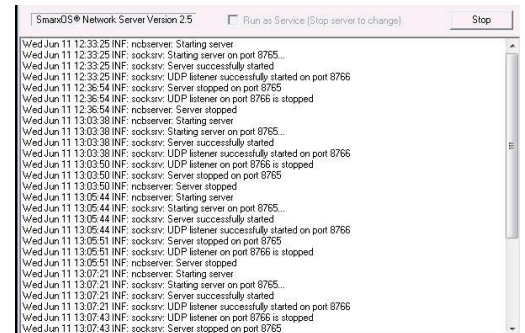 SmarxOS® Network Server Version 2.5
Run as Service (Stop server to change)
Stop
Wed Jun 11 12:33:25 INF: ncbserver: Starting server
Wed Jun 11 12:33:25 INF: socksrv: Starting server on port 8765...
Wed Jun 11 12:33:25 INF: socksrv: Server successfully started
Wed Jun 11 12:33:25 INF: socksrv: UDP listener successfully started on port 8766
Wed Jun 11 12:36:54 INF: socksrv: Server stopped on port 8765
Wed Jun 11 12:36:54 INF: socksrv: UDP listener on port 8766 is stopped
Wed Jun 11 12:36:54 INF: ncbserver: Server stopped
Wed Jun 11 13:03:38 INF: ncbserver: Starting server
Wed Jun 11 13:03:38 INF: socksrv: Starting server on port 8765...
Wed Jun 11 13:03:38 INF: socksrv: Server successfully started
Wed Jun 11 13:03:38 INF: socksrv: UDP listener successfully started on port 8766
Wed Jun 11 13:03:50 INF: socksrv: UDP listener on port 8766 is stopped
Wed Jun 11 13:03:50 INF: socksrv: Server stopped on port 8765
Wed Jun 11 13:03:50 INF: ncbserver: Server stopped
Wed Jun 11 13:05:44 INF: ncbserver: Starting server
Wed Jun 11 13:05:44 INF: socksrv: Starting server on port 8765...
Wed Jun 11 13:05:44 INF: socksrv: Server successfully started
Wed Jun 11 13:05:44 INF: socksrv: UDP listener successfully started on port 8766
Wed Jun 11 13:05:51 INF: socksrv: Server stopped on port 8765
Wed Jun 11 13:05:51 INF: socksrv: UDP listener on port 8766 is stopped
Wed Jun 11 13:05:51 INF: ncbserver: Server stopped
Wed Jun 11 13:07:21 INF: ncbserver: Starting server
Wed Jun 11 13:07:21 INF: socksrv: Starting server on port 8765...
Wed Jun 11 13:07:21 INF: socksrv: Server successfully started
Wed Jun 11 13:07:21 INF: socksrv: UDP listener successfully started on port 8766
Wed Jun 11 13:07:43 INF: socksrv: UDP listener on port 8766 is stopped
Wed Jun 11 13:07:43 INF: socksrv: Server stopped on port 8765